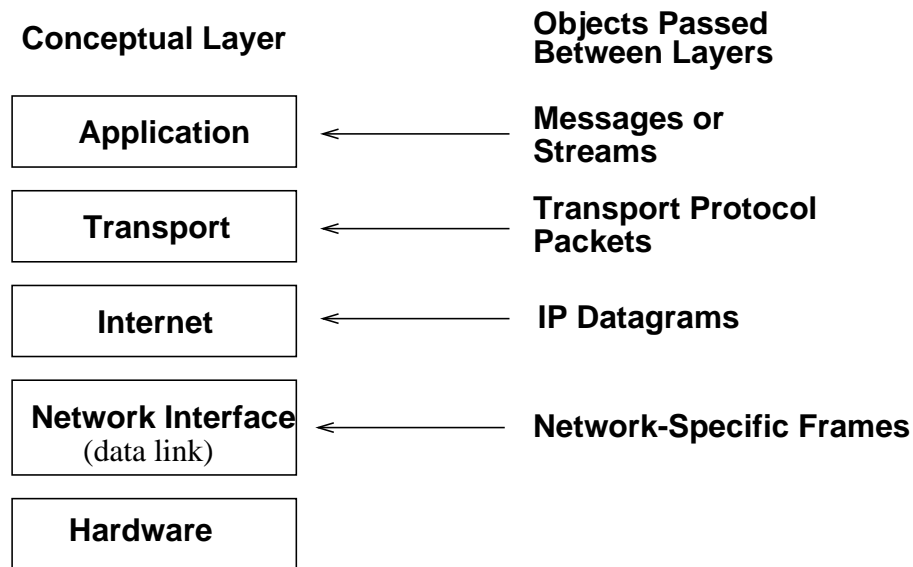 Conceptual Layer
Objects Passed
Between Layers
Application
Messages or
Streams
Transport
Transport Protocol
Packets
Internet
IP Datagrams
Network Interface
(data link)
Network-Specific Frames
Hardware